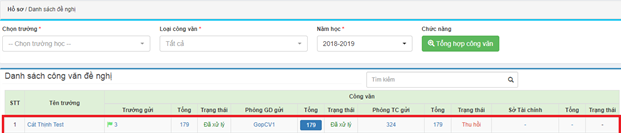 Hồ sơ / Danh sách đề nghị
Chọn trường * Loại công văn * Năm học * Chức năng
-- Chọn trường học -- Tất cả 2018-2019 Tổng hợp công văn
Danh sách công văn đề nghị Tìm kiếm
STT Tên trường Công văn
Trường gửi Tổng Trạng thái Phòng GD gửi Tổng Trạng thái Phòng TC gửi Tổng Trạng thái Sở Tài chính Tổng Trạng thái
1 Cát Thịnh Test 3 179 Đã xử lý GopCV1 179 Đã xử lý 324 179 Thu hồi - - -